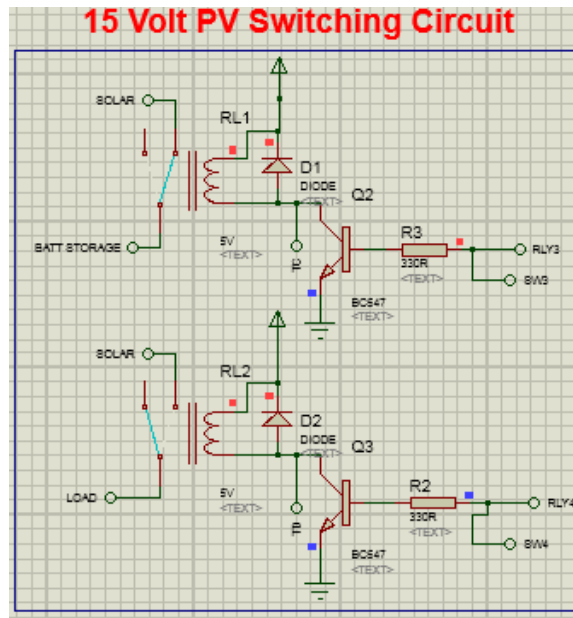 15 Volt PV Switching Circuit
SOLAR
RL1
D1
DIODE
<TEXT>
Q2
R3
BATT STORAGE
5V
<TEXT>
330R
<TEXT>
RLY3
SW3
BC547
<TEXT>
SOLAR
RL2
D2
DIODE
<TEXT>
Q3
R2
LOAD
5V
<TEXT>
330R
<TEXT>
RLY4
SW4
BC547
<TEXT>